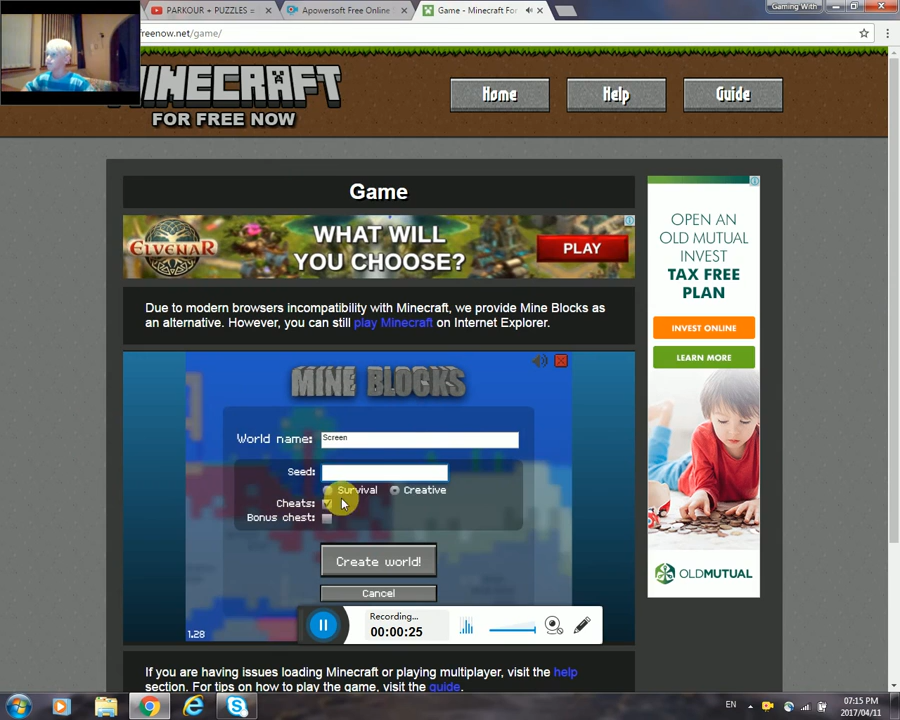 PARKOUR + PUZZLES =
Apowersoft Free Online
Game - Minecraft Fo
Gaming With
freenow.net/game/
MINECRAFT
FOR FREE NOW
Home
Help
Guide
Game
ELVENAR
WHAT WILL
YOU CHOOSE?
PLAY
Due to modern browsers incompatibility with Minecraft, we provide Mine Blocks as
an alternative. However, you can still play Minecraft on Internet Explorer.
OPEN AN
OLD MUTUAL
INVEST
TAX FREE
PLAN
INVEST ONLINE
LEARN MORE
OLDMUTUAL
MINE BLOCKS
World name: Screen
Seed:
Survival Creative
Cheats:
Bonus chest:
Create world!
Cancel
1.28
Recording...
00:00:25
If you are having issues loading Minecraft or playing multiplayer, visit the help
section. For tips on how to play the game, visit the guide.
EN
07:15 PM
2017/04/11